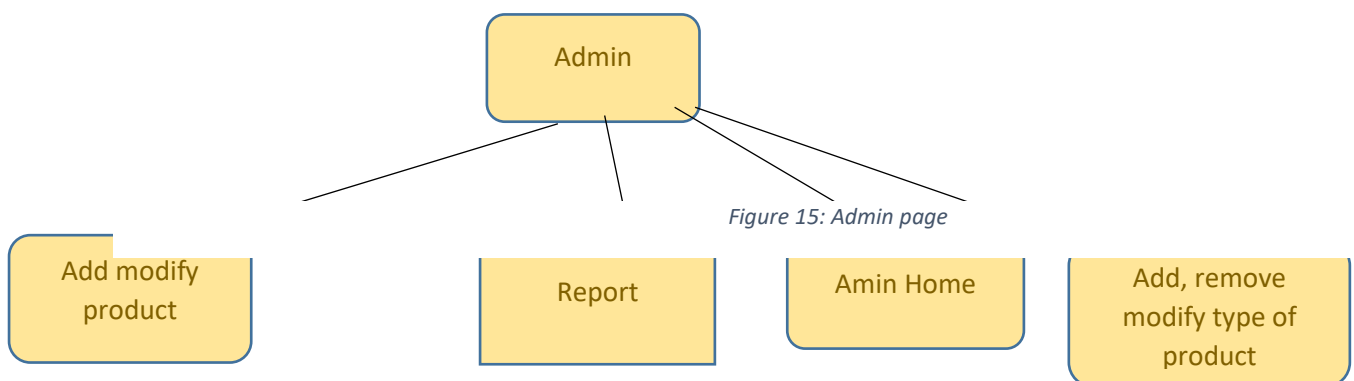 Admin
Figure 15: Admin page
Add modify
product
Report
Amin Home
Add, remove
modify type of
product